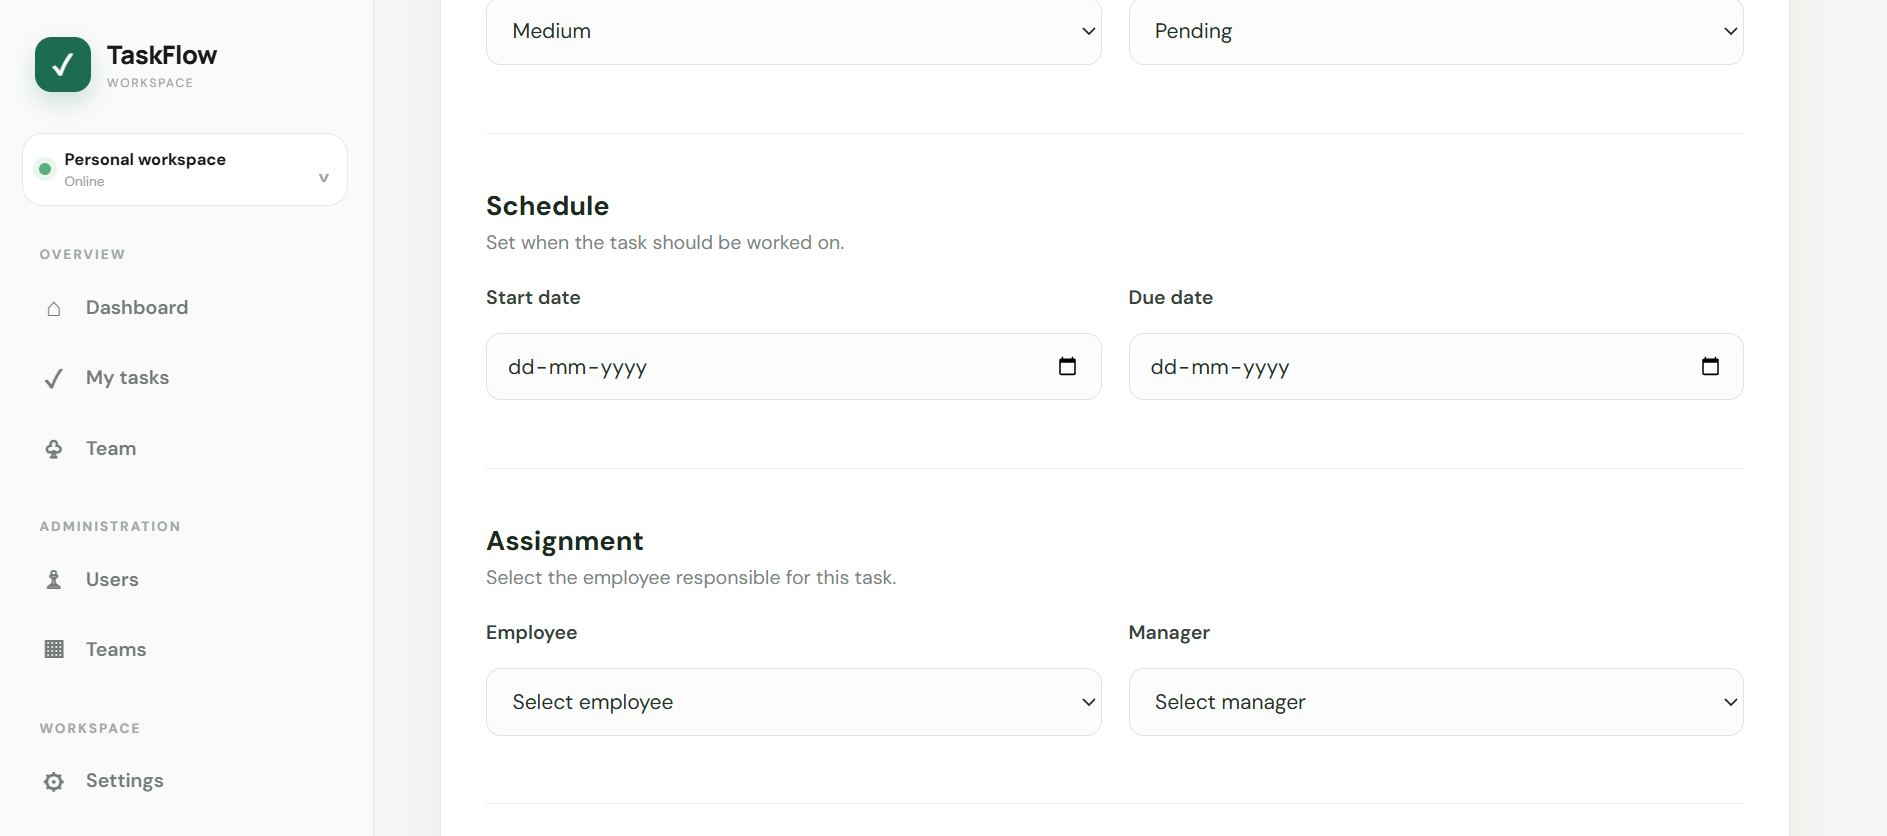 TaskFlow
WORKSPACE
Personal workspace
Online
v
OVERVIEW
Dashboard
My tasks
Team
ADMINISTRATION
Users
Teams
WORKSPACE
Settings
Medium
Pending
Schedule
Set when the task should be worked on.
Start date
Due date
dd-mm-yyyy
dd-mm-yyyy
Assignment
Select the employee responsible for this task.
Employee
Manager
Select employee
Select manager